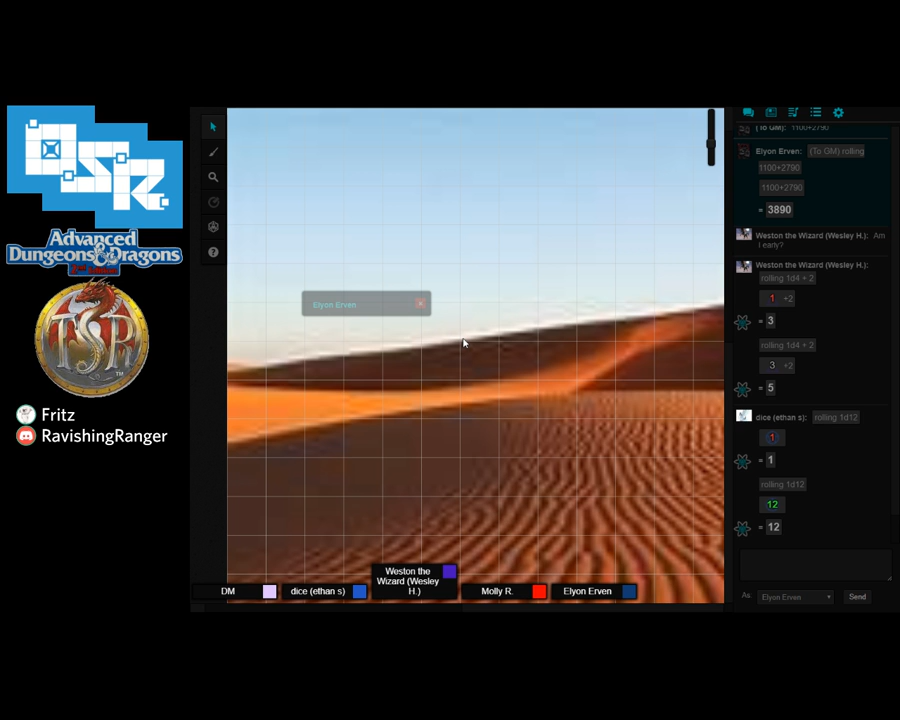 OSR
Advanced
Dungeons & Dragons
2nd Edition
TSR
TM
Fritz
RavishingRanger
Elyon Erven
DM
dice (ethan s)
Weston the
Wizard (Wesley
H.)
Molly R.
Elyon Erven
(To GM): 1100+2790
Elyon Erven: (To GM) rolling
1100+2790
1100+2790
= 3890
Weston the Wizard (Wesley H.): Am
I early?
Weston the Wizard (Wesley H.):
rolling 1d4 + 2
1 +2
= 3
rolling 1d4 + 2
3 +2
= 5
dice (ethan s): rolling 1d12
1
= 1
rolling 1d12
12
= 12
As: Elyon Erven
Send